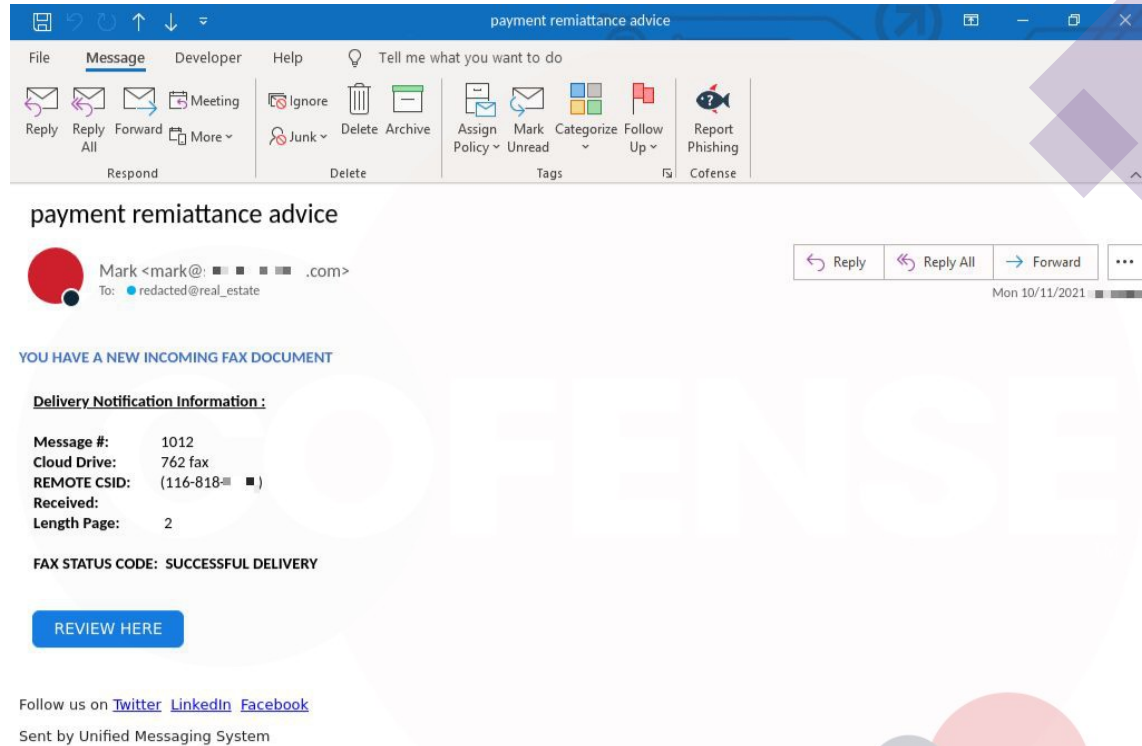 payment remiattance advice
File Message Developer Help Tell me what you want to do
Reply Reply All Forward Meeting More
Respond
Ignore Junk Delete Archive
Delete
Assign Policy Mark Unread Categorize Follow Up
Tags
Report Phishing
Cofense
payment remiattance advice
Mark <mark@ .com>
To: redacted@real_estate
Reply Reply All Forward ...
Mon 10/11/2021
YOU HAVE A NEW INCOMING FAX DOCUMENT
Delivery Notification Information :
Message #: 1012
Cloud Drive: 762 fax
REMOTE CSID: (116-818- )
Received:
Length Page: 2
FAX STATUS CODE: SUCCESSFUL DELIVERY
REVIEW HERE
Follow us on Twitter LinkedIn Facebook
Sent by Unified Messaging System
COFENSE